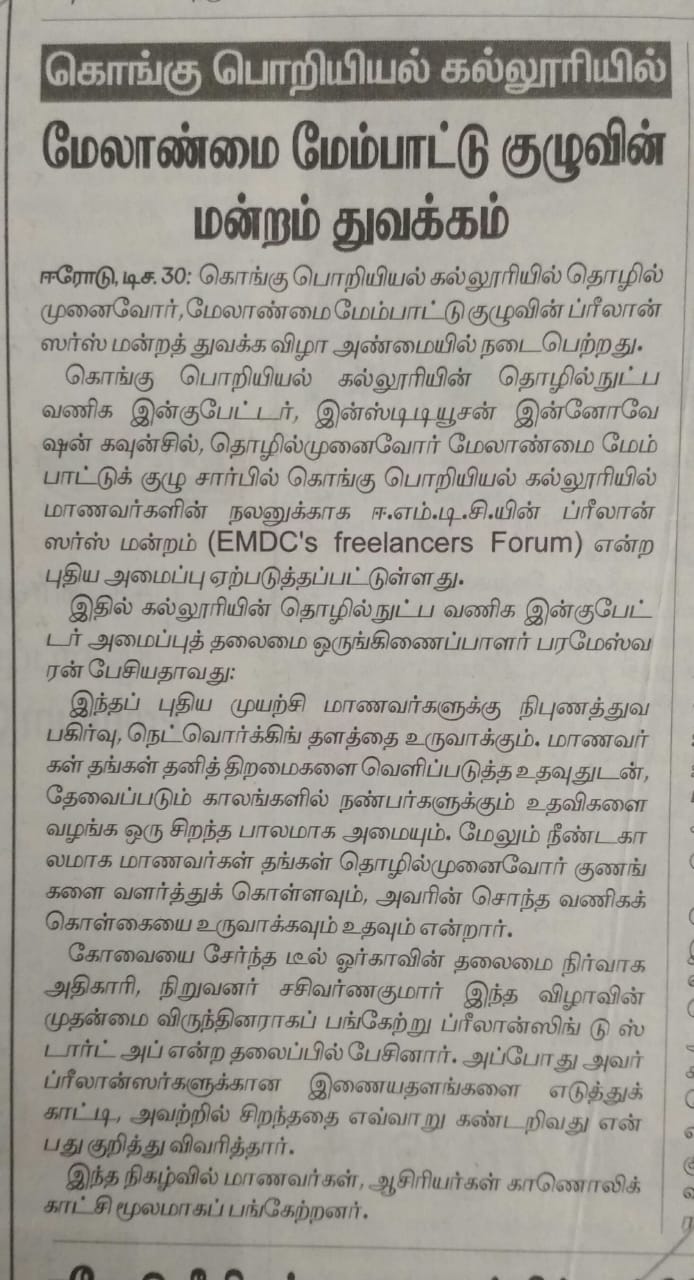 கொங்கு பொறியியல் கல்லூரியில்
மேலாண்மை மேம்பாட்டு குழுவின்
மன்றம் துவக்கம்
ஈரோடு, டிச. 30: கொங்கு பொறியியல் கல்லூரியில் தொழில்
முனைவோர், மேலாண்மை மேம்பாட்டு குழுவின் ப்ரீலான்
ஸர்ஸ் மன்றத் துவக்க விழா அண்மையில் நடைபெற்றது.
கொங்கு பொறியியல் கல்லூரியின் தொழில்நுட்ப
வணிக இன்குபேட்டர், இன்ஸ்டிடியூசன் இன்னோவே
ஷன் கவுன்சில், தொழில்முனைவோர் மேலாண்மை மேம்
பாட்டுக் குழு சார்பில் கொங்கு பொறியியல் கல்லூரியில்
மாணவர்களின் நலனுக்காக ஈ.எம்.டி.சி.யின் ப்ரீலான்
ஸர்ஸ் மன்றம் (EMDC's freelancers Forum) என்ற
புதிய அமைப்பு ஏற்படுத்தப்பட்டுள்ளது.
இதில் கல்லூரியின் தொழில்நுட்ப வணிக இன்குபேட்
டர் அமைப்புத் தலைமை ஒருங்கிணைப்பாளர் பரமேஸ்வ
ரன் பேசியதாவது:
இந்தப் புதிய முயற்சி மாணவர்களுக்கு நிபுணத்துவ
பகிர்வு, நெட்வொர்க்கிங் தளத்தை உருவாக்கும். மாணவர்
கள் தங்கள் தனித் திறமைகளை வெளிப்படுத்த உதவுதுடன்,
தேவைப்படும் காலங்களில் நண்பர்களுக்கும் உதவிகளை
வழங்க ஒரு சிறந்த பாலமாக அமையும். மேலும் நீண்டகா
லமாக மாணவர்கள் தங்கள் தொழில்முனைவோர் குணங்
களை வளர்த்துக் கொள்ளவும், அவரின் சொந்த வணிகக்
கொள்கையை உருவாக்கவும் உதவும் என்றார்.
கோவையை சேர்ந்த டீல் ஓர்காவின் தலைமை நிர்வாக
அதிகாரி, நிறுவனர் சசிவர்ணகுமார் இந்த விழாவின்
முதன்மை விருந்தினராகப் பங்கேற்று ப்ரீலான்ஸிங் டு ஸ்
டார்ட் அப் என்ற தலைப்பில் பேசினார். அப்போது அவர்
ப்ரீலான்ஸர்களுக்கான இணையதளங்களை எடுத்துக்
காட்டி, அவற்றில் சிறந்ததை எவ்வாறு கண்டறிவது என்
பது குறித்து விவரித்தார்.
இந்த நிகழ்வில் மாணவர்கள், ஆசிரியர்கள் காணொலிக்
காட்சி மூலமாகப் பங்கேற்றனர்.